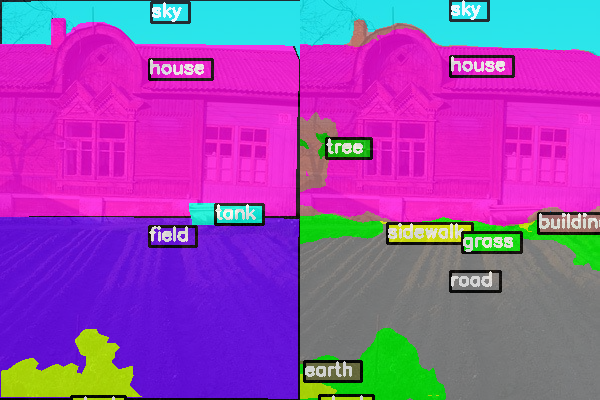 sky
house
tank
field
sky
house
tree
building
sidewalk
grass
road
earth